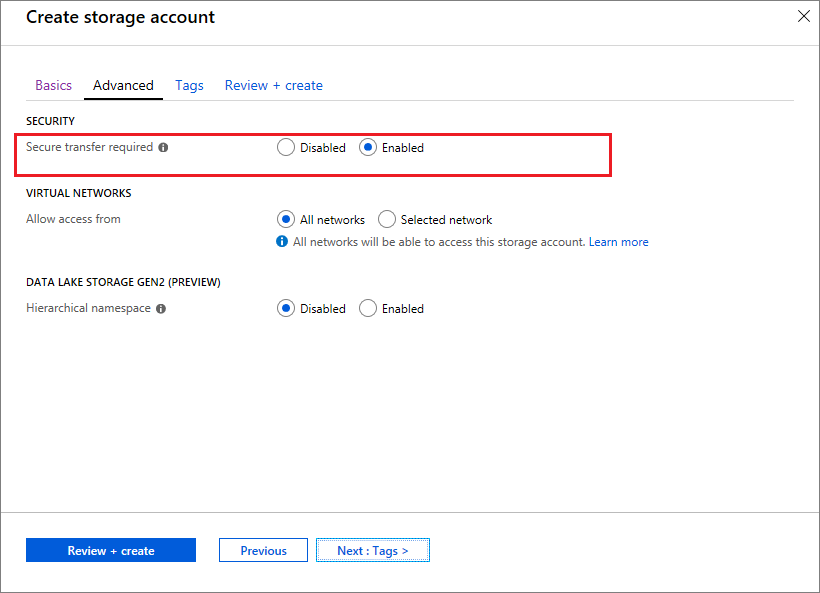 Create storage account
Basics Advanced Tags Review + create
SECURITY
Secure transfer required Disabled Enabled
VIRTUAL NETWORKS
Allow access from All networks Selected network
All networks will be able to access this storage account. Learn more
DATA LAKE STORAGE GEN2 (PREVIEW)
Hierarchical namespace Disabled Enabled
Review + create Previous Next : Tags >